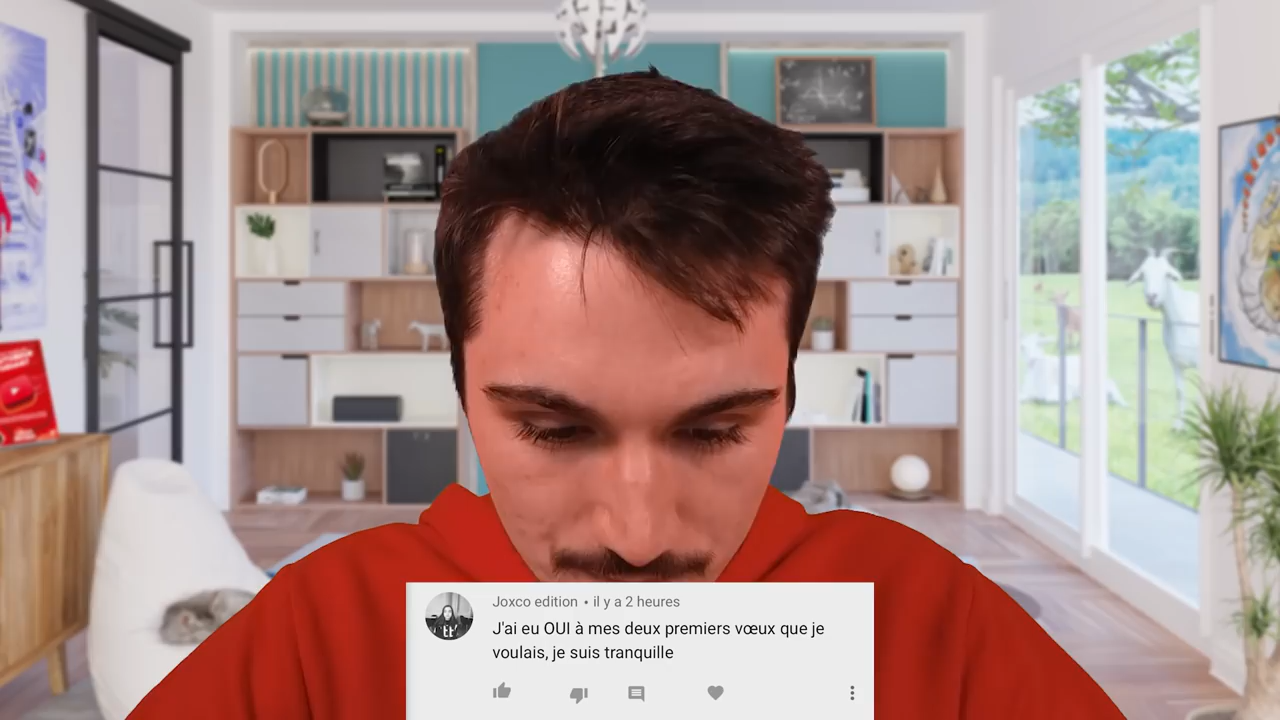 Joxco edition • il y a 2 heures
J'ai eu OUI à mes deux premiers vœux que je
voulais, je suis tranquille